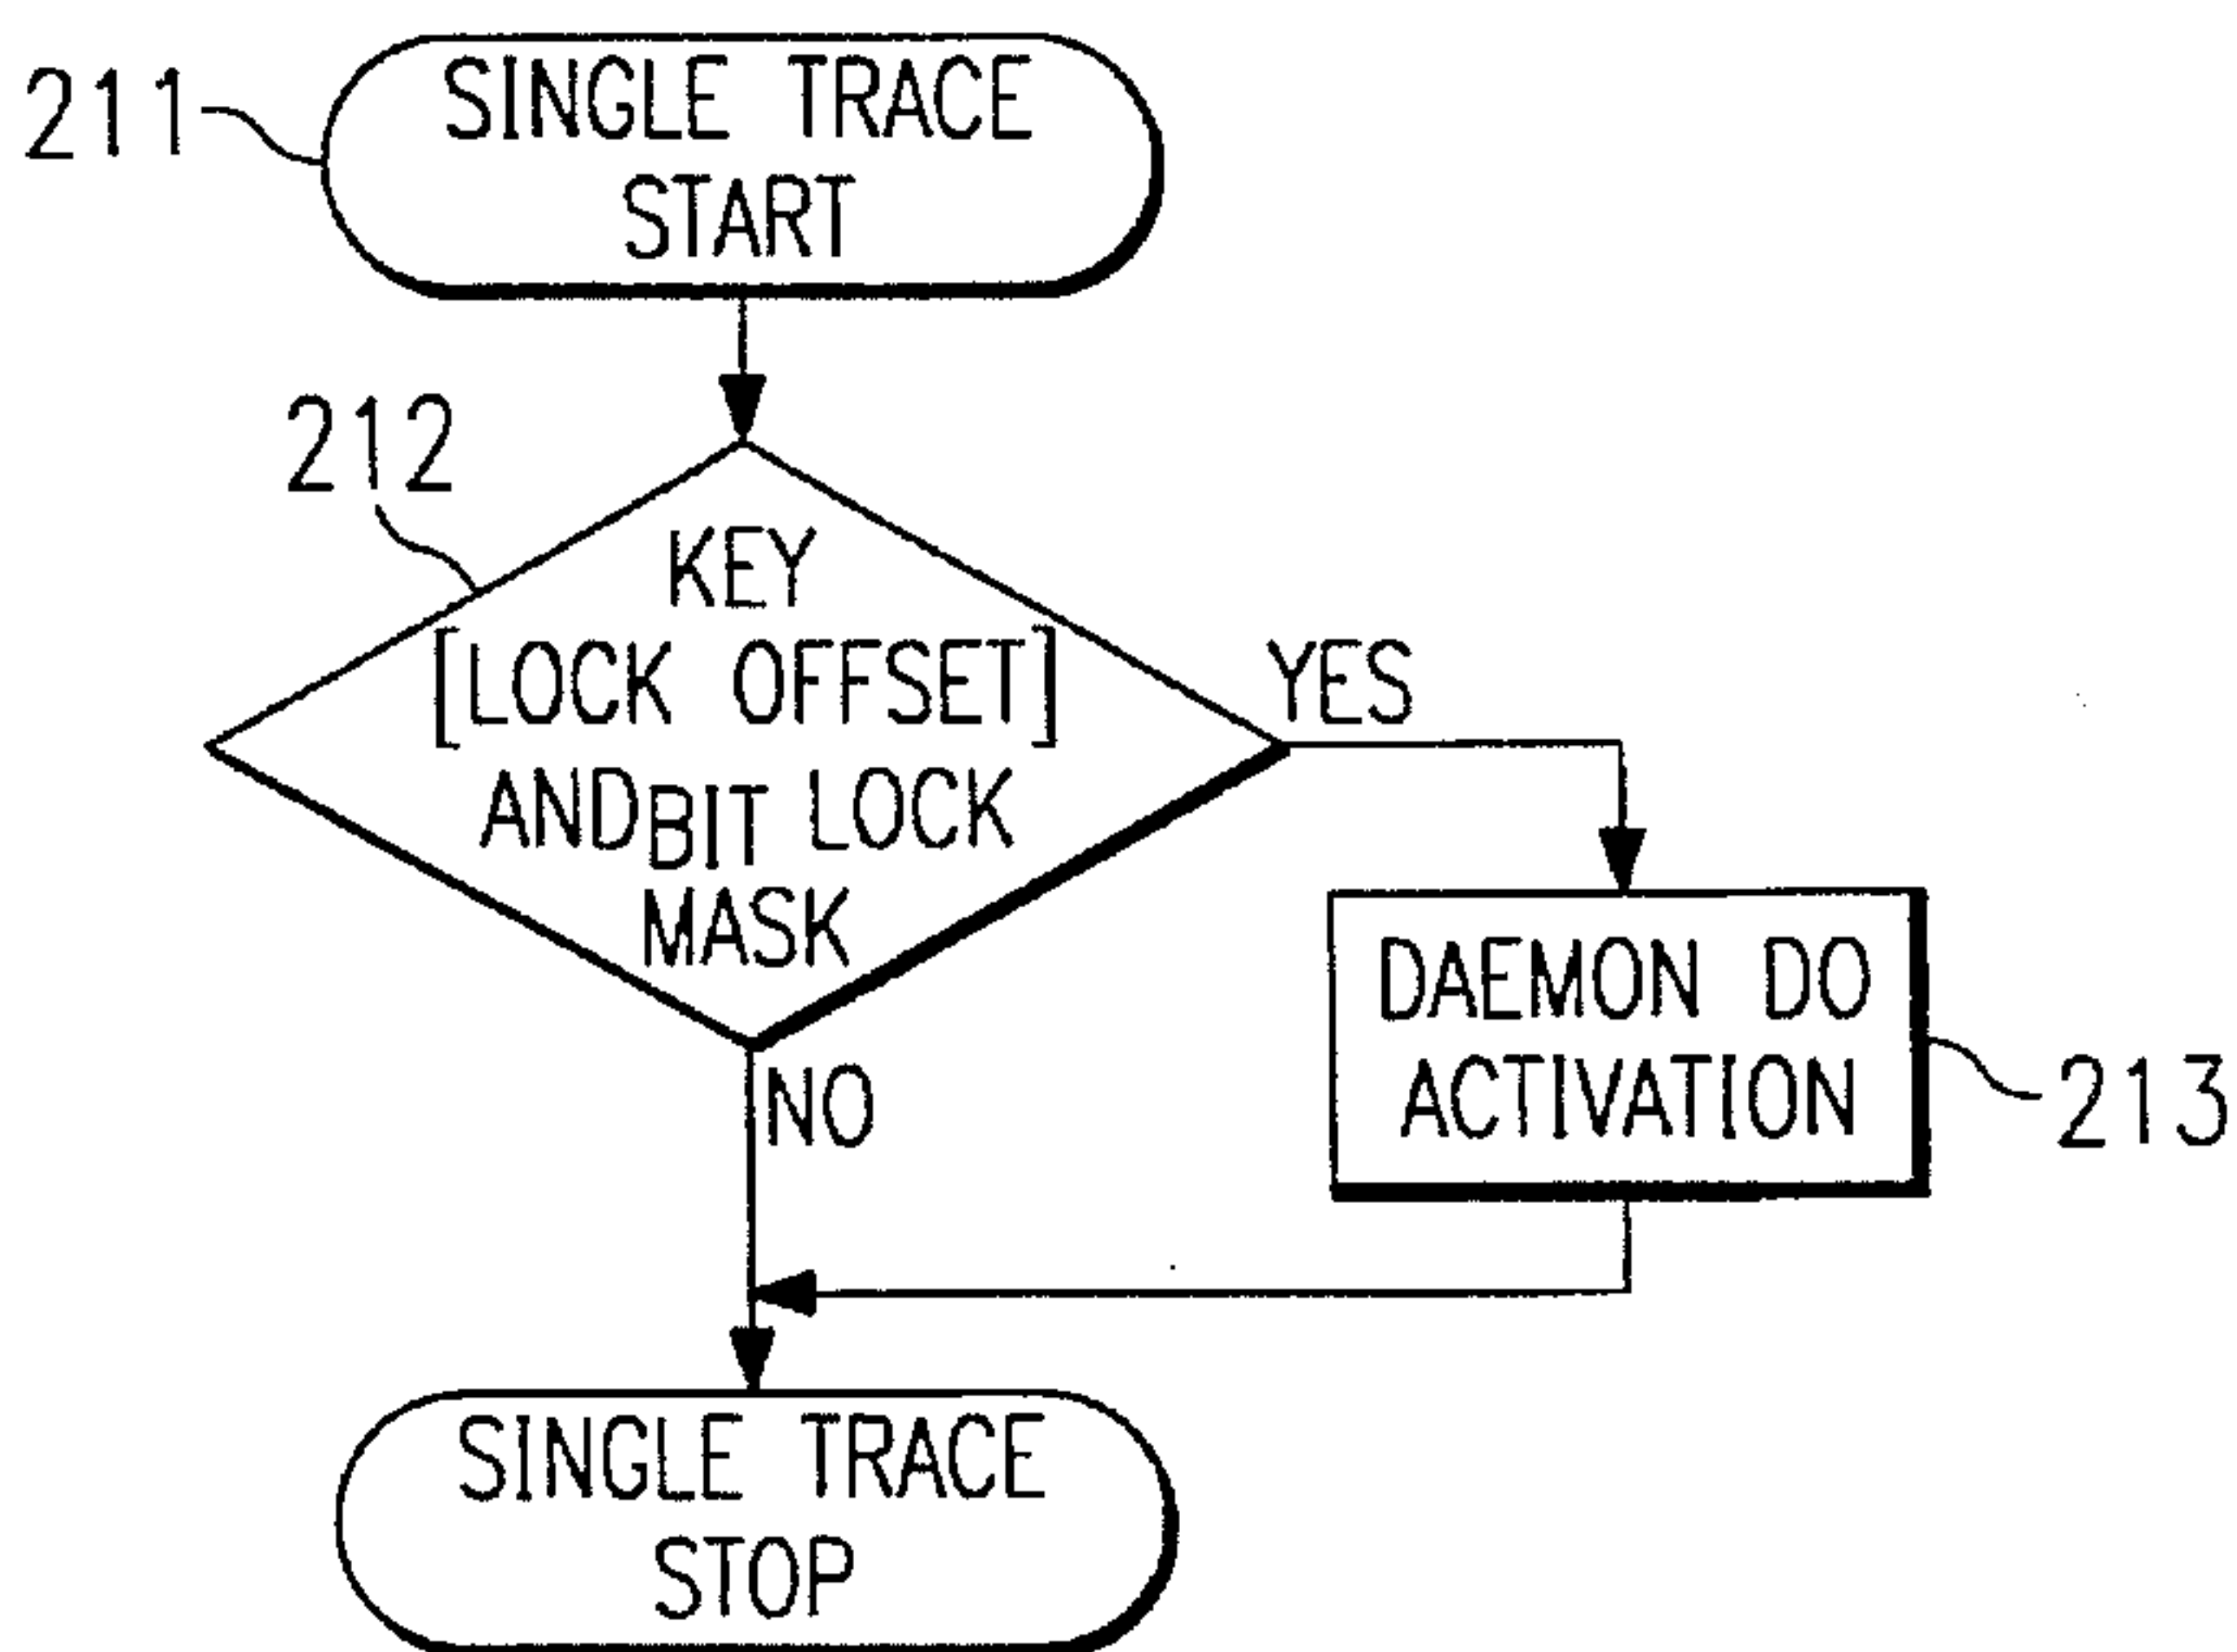 211
SINGLE TRACE
START
212
KEY
[LOCK OFFSET]
ANDBIT LOCK
MASK
YES
NO
DAEMON DO
ACTIVATION
213
SINGLE TRACE
STOP